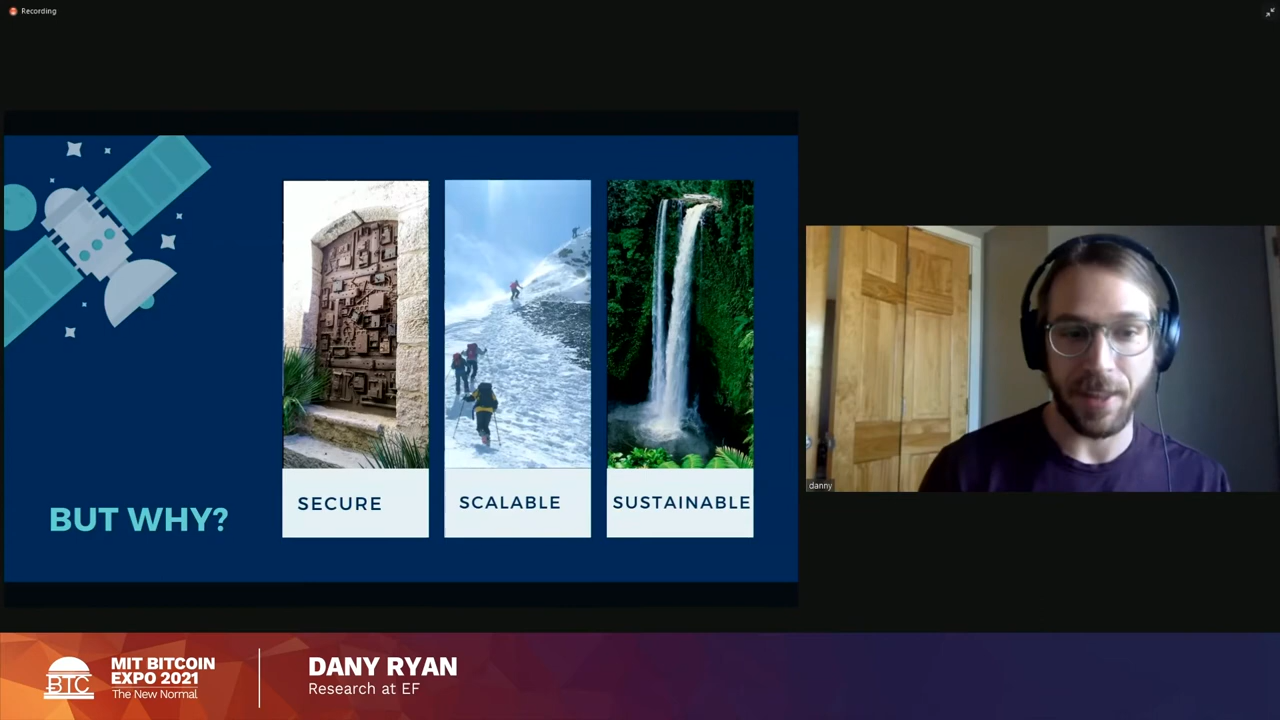 Recording
BUT WHY?
SECURE
SCALABLE
SUSTAINABLE
danny
BTC
MIT BITCOIN
EXPO 2021
The New Normal
DANY RYAN
Research at EF